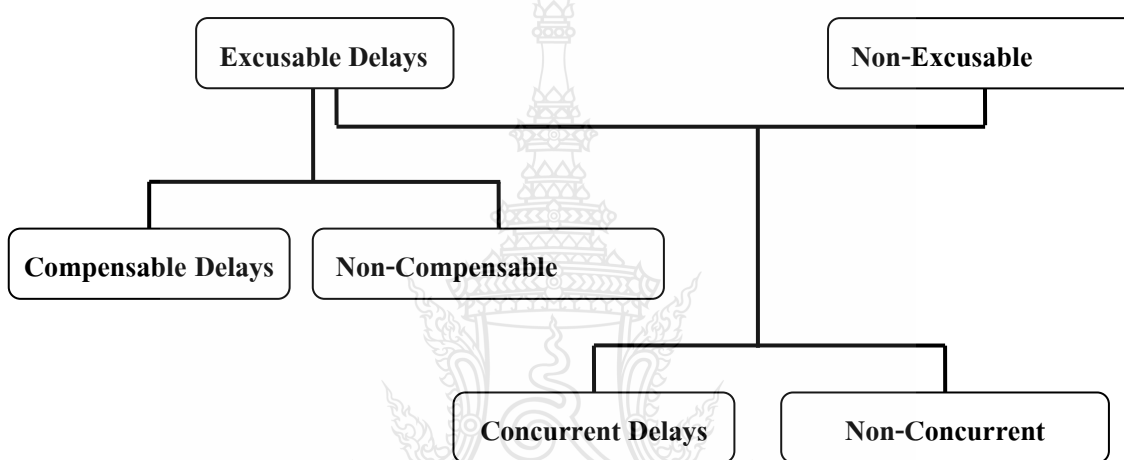 Excusable Delays
Non-Excusable
Compensable Delays
Non-Compensable
Concurrent Delays
Non-Concurrent